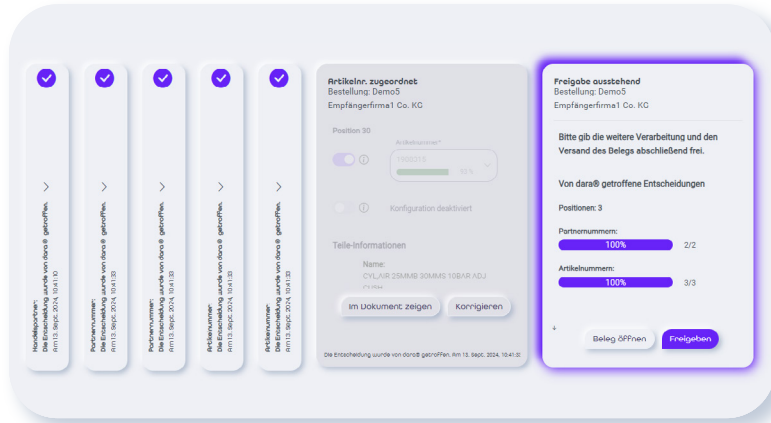 Handelspartner:
Die Entscheidung wurde von dara® getroffen.
Am 13. Sept. 2024, 10:41:10
Partnernummer:
Die Entscheidung wurde von dara® getroffen.
Am 13. Sept. 2024, 10:41:33
Partnernummer:
Die Entscheidung wurde von dara® getroffen.
Am 13. Sept. 2024, 10:41:33
Artikelnummer:
Die Entscheidung wurde von dara® getroffen.
Am 13. Sept. 2024, 10:41:33
Artikelnummer:
Die Entscheidung wurde von dara® getroffen.
Am 13. Sept. 2024, 10:41:33
Artikelnr. zugeordnet
Bestellung: Demo5
Empfängerfirma1 Co. KG
Position 30
Artikelnummer*
Konfiguration deaktiviert
Teile-Informationen
Name:
CYL,AIR 25MMB 30MMS 10BAR ADJ
Im Dokument zeigen
Korrigieren
Die Entscheidung wurde von dara® getroffen. Am 13. Sept. 2024, 10:41:3
Freigabe ausstehend
Bestellung: Demo5
Empfängerfirma1 Co. KG
Bitte gib die weitere Verarbeitung und den
Versand des Belegs abschließend frei.
Von dara® getroffene Entscheidungen
Positionen: 3
Partnernummern:
100% 2/2
Artikelnummern:
100% 3/3
Beleg öffnen
Freigeben